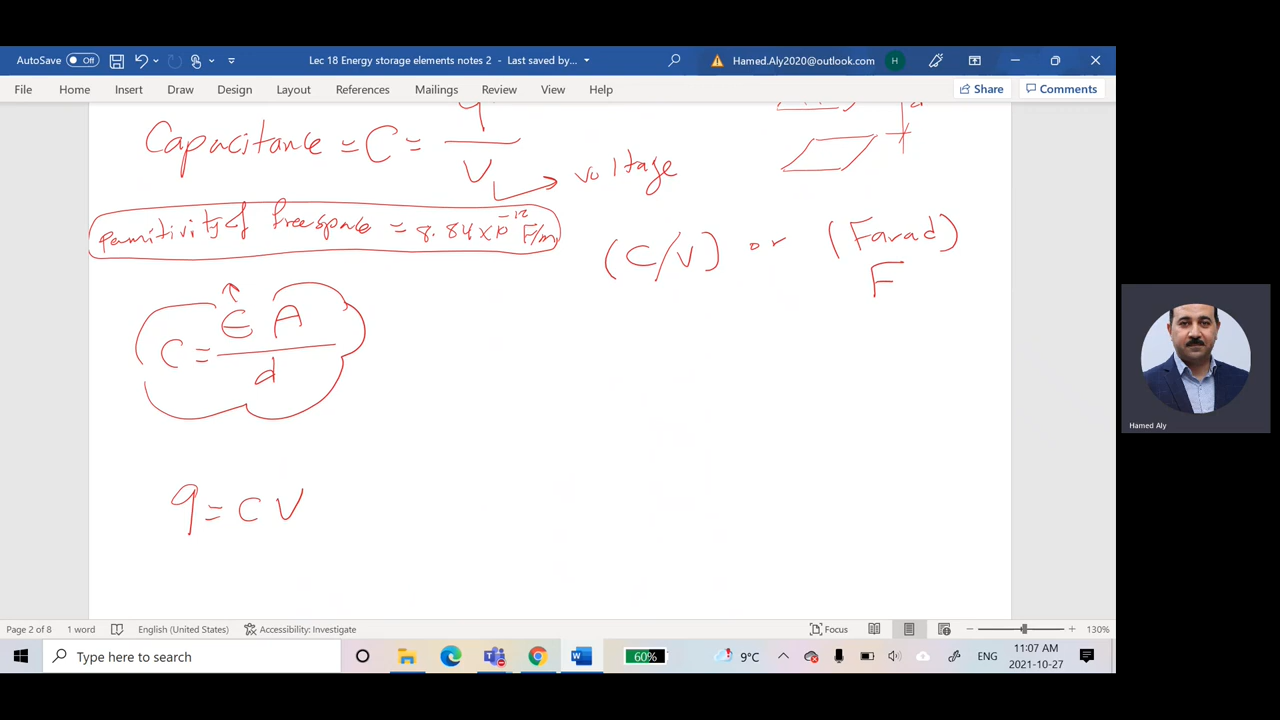 AutoSave Off Lec 18 Energy storage elements notes 2 - Last saved by... Hamed.Aly2020@outlook.com H
File Home Insert Draw Design Layout References Mailings Review View Help Share Comments
Capacitance = C = q
V
voltage
pamitivity of free space = 8.84 x 10^-12 F/m
(C/V) or (Farad)
F
C = ϵ A
d
q = C V
Hamed Aly
Page 2 of 8 1 word English (United States) Accessibility: Investigate Focus 130%
Type here to search 60% 9°C ENG 11:07 AM
2021-10-27